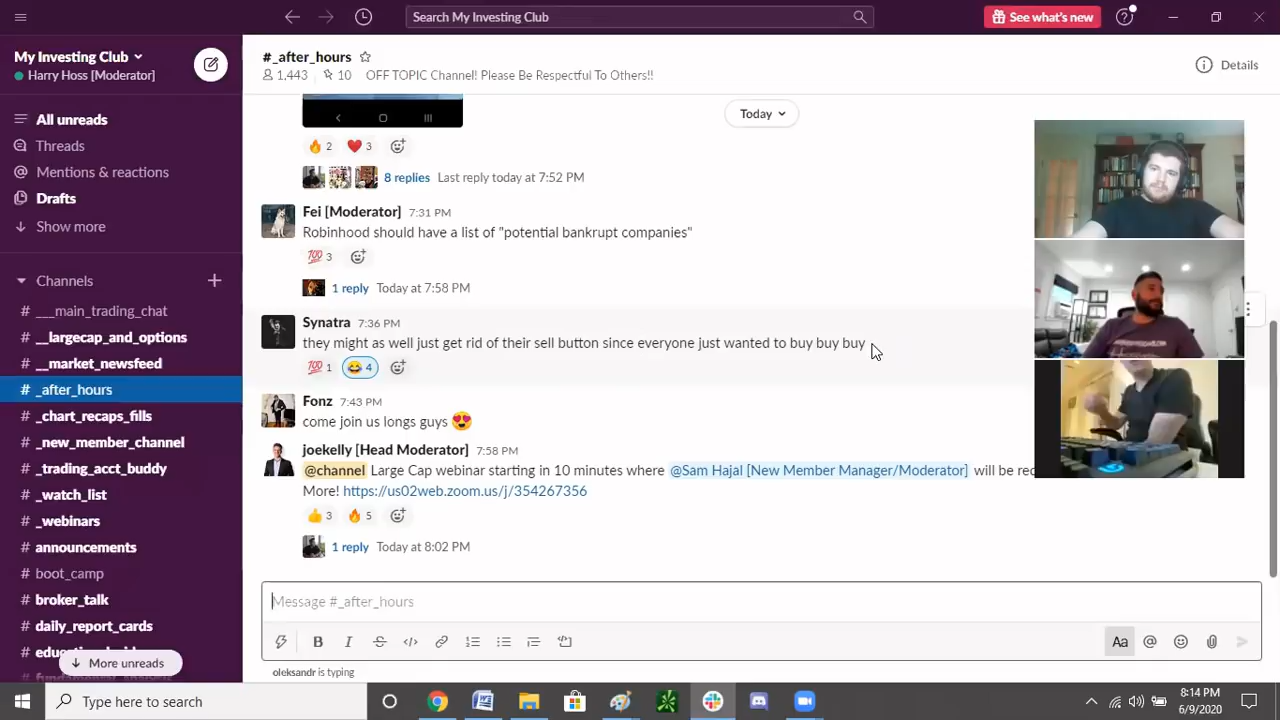 Search My Investing Club
See what's new
My Investing Club
Harry Hoss [Moderator]
All unreads
Threads
Mentions & reactions
Drafts
Show more
Channels
# ___main_trading_chat
# __largecap_and_options
# __market_newsfeed
# _after_hours
# _chart_recaps_fills
# _new_member_channel
# _trading_acct_buddy
# _watch_list
# _webinars
# announcements
# boot_camp
# broker_talk
# daily_report_cards
More unreads
#_after_hours
1,443
10
OFF TOPIC Channel! Please Be Respectful To Others!!
Details
Today
2
3
8 replies Last reply today at 7:52 PM
Fei [Moderator] 7:31 PM
Robinhood should have a list of "potential bankrupt companies"
💯 3
1 reply Today at 7:58 PM
Synatra 7:36 PM
they might as well just get rid of their sell button since everyone just wanted to buy buy buy
💯 1
😂 4
Fonz 7:43 PM
come join us longs guys 😍
joekelly [Head Moderator] 7:58 PM
@channel Large Cap webinar starting in 10 minutes where @Sam Hajal [New Member Manager/Moderator] will be
More! https://us02web.zoom.us/j/354267356
3
5
1 reply Today at 8:02 PM
Message #_after_hours
B
I
Aa
@
oleksandr is typing
Type here to search
8:14 PM
6/9/2020